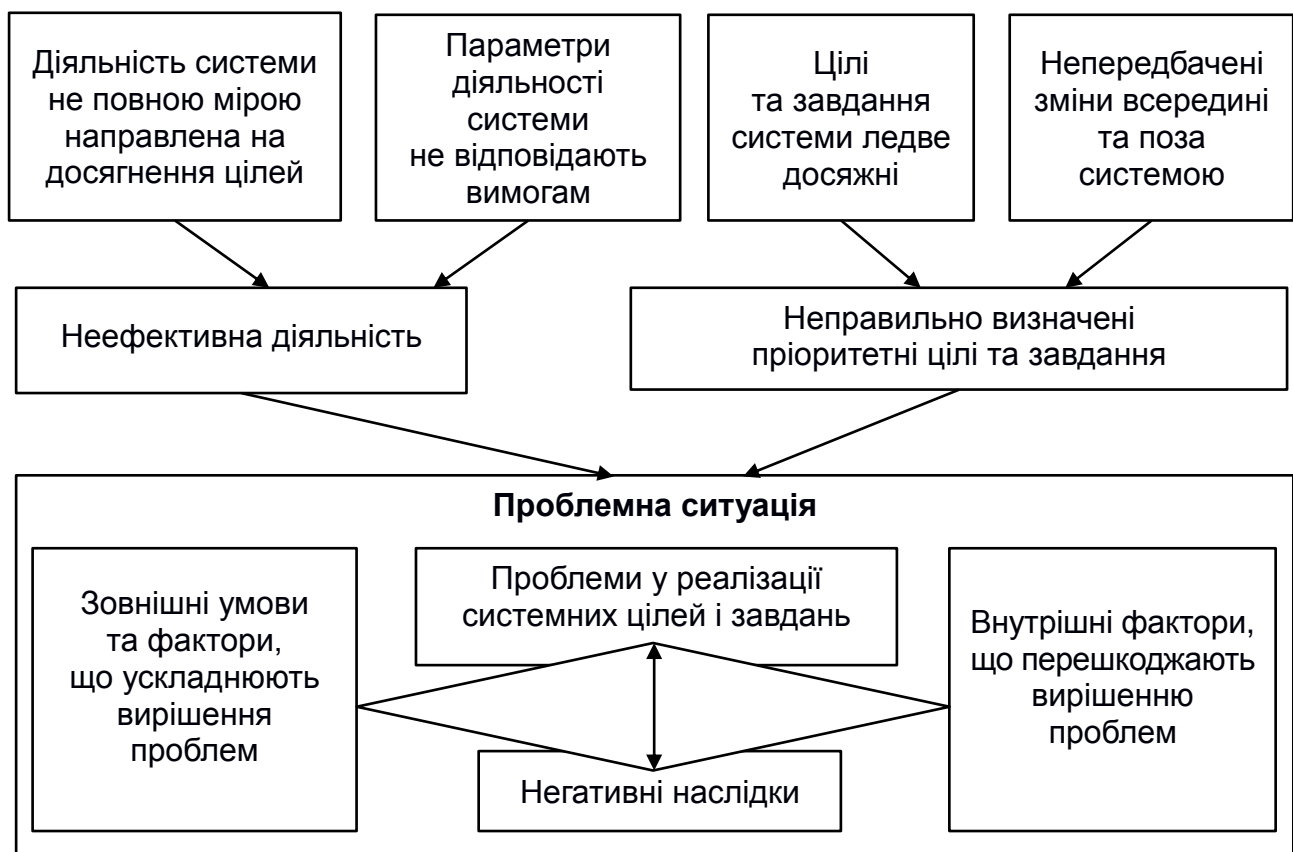 Діяльність системи
не повною мірою
направлена на
досягнення цілей
Параметри
діяльності
системи
не відповідають
вимогам
Цілі
та завдання
системи ледве
досяжні
Непередбачені
зміни всередині
та поза
системою
Неефективна діяльність
Неправильно визначені
пріоритетні цілі та завдання
Проблемна ситуація
Зовнішні умови
та фактори,
що ускладнюють
вирішення
проблем
Проблеми у реалізації
системних цілей і завдань
Негативні наслідки
Внутрішні фактори,
що перешкоджають
вирішенню
проблем